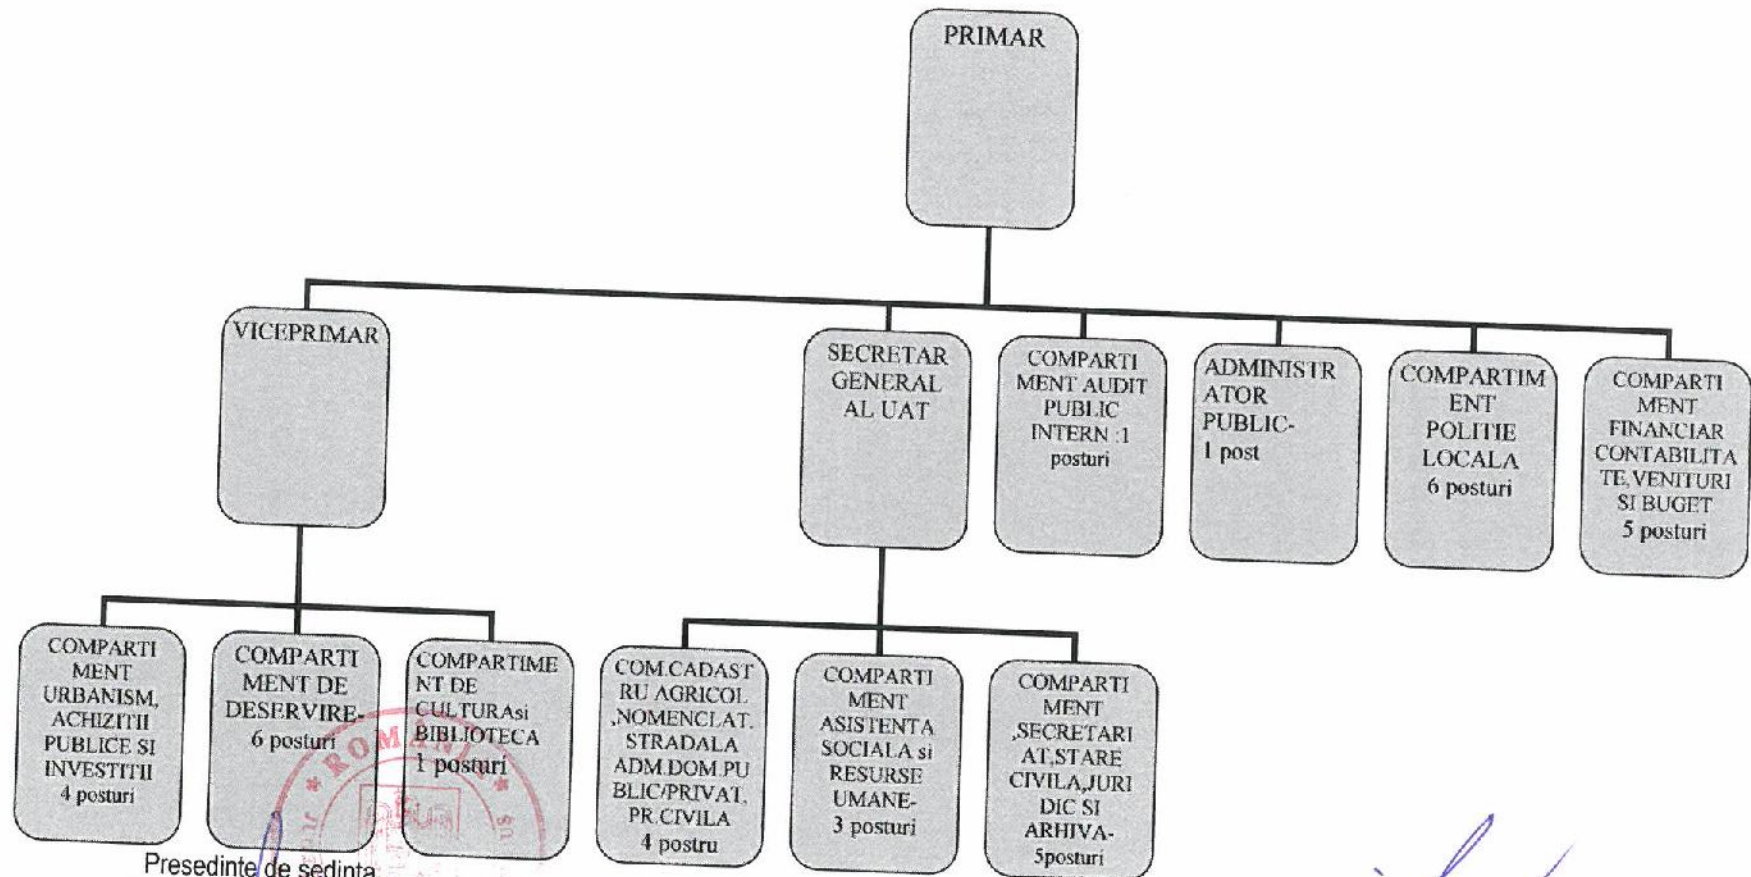 PRIMAR
VICEPRIMAR
SECRETAR
GENERAL
AL UAT
COMPARTI
MENT AUDIT
PUBLIC
INTERN :1
posturi
ADMINISTR
ATOR
PUBLIC-
1 post
COMPARTIM
ENT
POLITIE
LOCALA
6 posturi
COMPARTI
MENT
FINANCIAR
CONTABILITA
TE,VENITURI
SI BUGET
5 posturi
COMPARTI
MENT
URBANISM,
ACHIZITII
PUBLICE SI
INVESTITII
4 posturi
COMPARTI
MENT DE
DESERVIRE-
6 posturi
COMPARTIME
NT DE
CULTURAsi
BIBLIOTECA
1 posturi
COM.CADAST
RU AGRICOL
,NOMENCLAT.
STRADALA
ADM.DOM.PU
BLIC/PRIVAT,
PR.CIVILA
4 postru
COMPARTI
MENT
ASISTENTA
SOCIALA si
RESURSE
UMANE-
3 posturi
COMPARTI
MENT
,SECRETARI
AT,STARE
CIVILA,JURI
DIC SI
ARHIVA-
5posturi
ROMÂNIA
Presedinte de sedinta